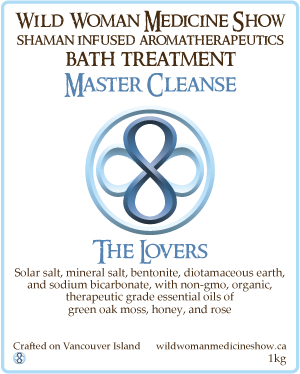 Wild Woman Medicine Show
Shaman Infused Aromatherapeutics
Bath Treatment
Master Cleanse
The Lovers
Solar salt, mineral salt, bentonite, diotamaceous earth,
and sodium bicarbonate, with non-gmo, organic,
therapeutic grade essential oils of
green oak moss, honey, and rose
Crafted on Vancouver Island wildwomanmedicineshow.ca
1kg